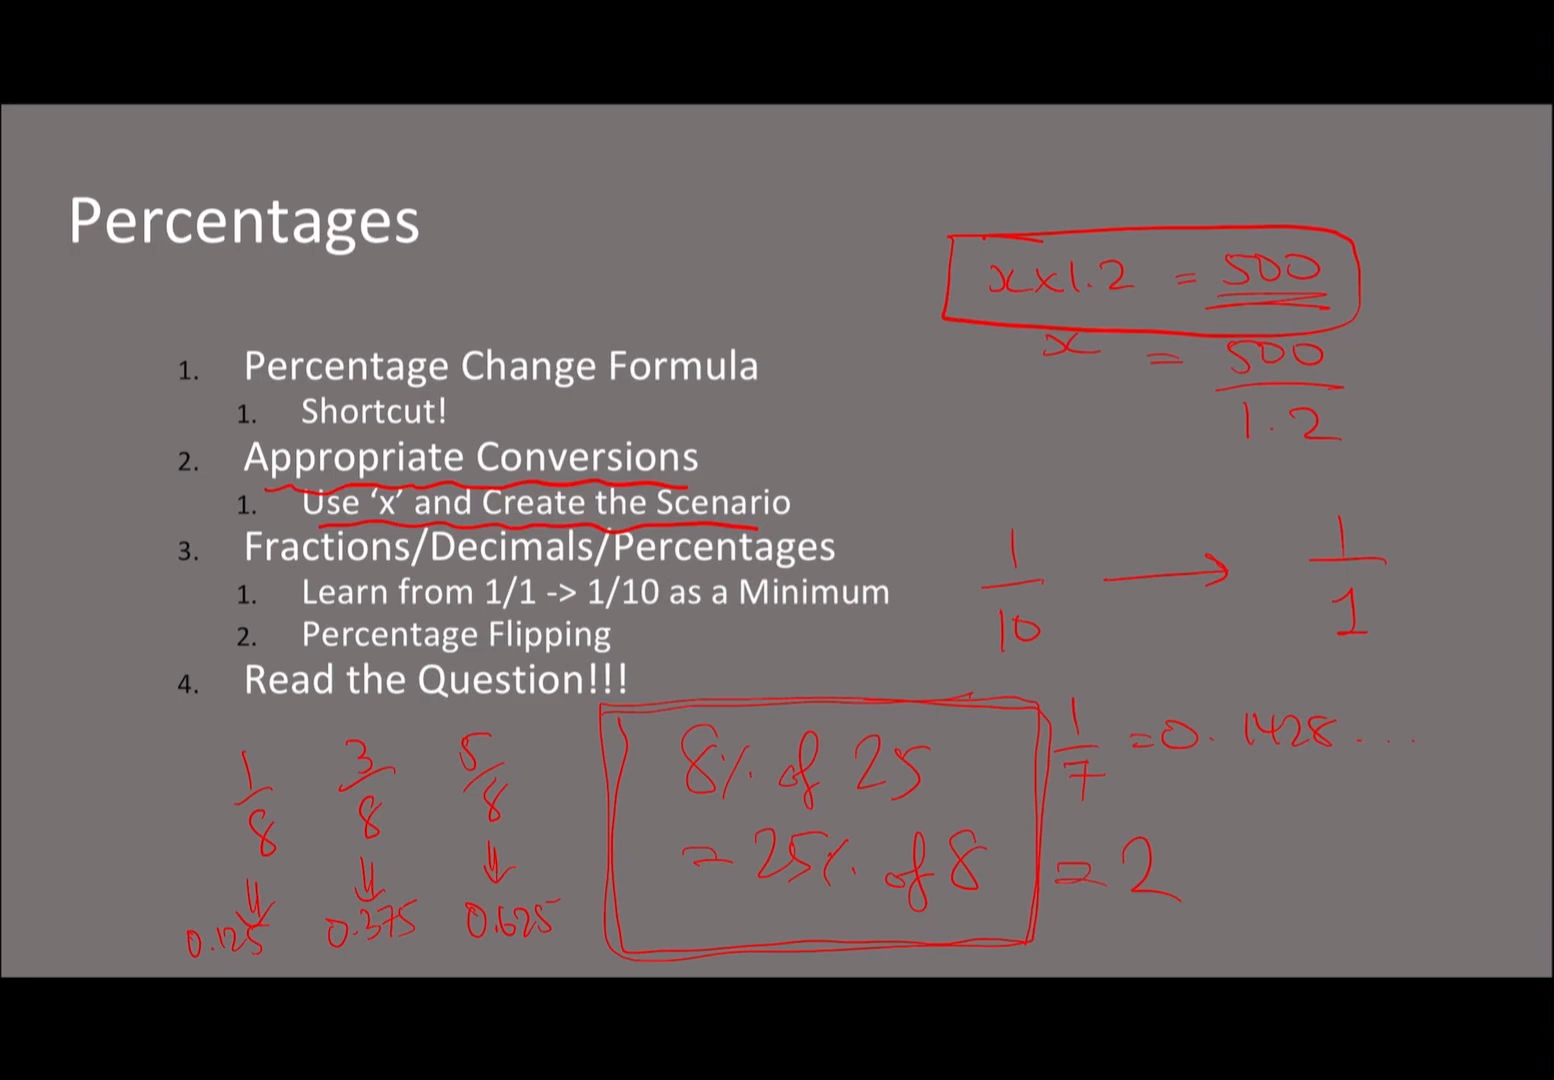 Percentages
x x 1.2 = 500
x = 500
1.2
1. Percentage Change Formula
1. Shortcut!
2. Appropriate Conversions
1. Use ‘x’ and Create the Scenario
3. Fractions/Decimals/Percentages
1. Learn from 1/1 -> 1/10 as a Minimum
2. Percentage Flipping
4. Read the Question!!!
1/10 → 1/1
1/8 3/8 5/8
0.125 0.375 0.625
8% of 25
= 25% of 8 = 2
1/7 = 0.1428...